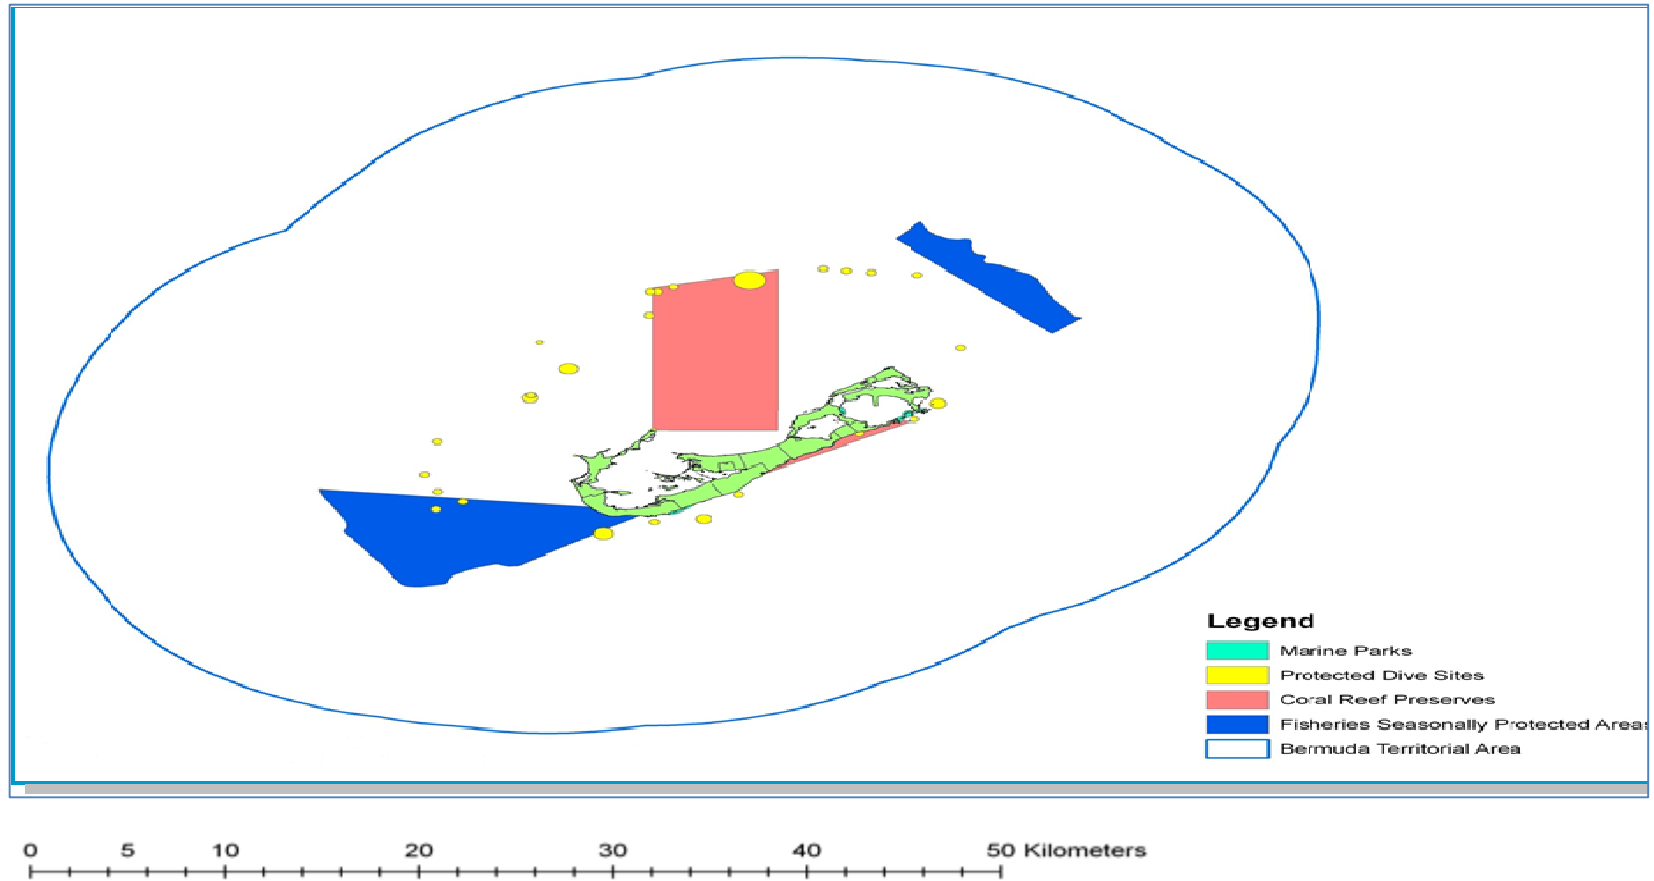 Legend
Marine Parks
Protected Dive Sites
Coral Reef Preserves
Fisheries Seasonally Protected Areas
Bermuda Territorial Area
0 5 10 20 30 40 50 Kilometers